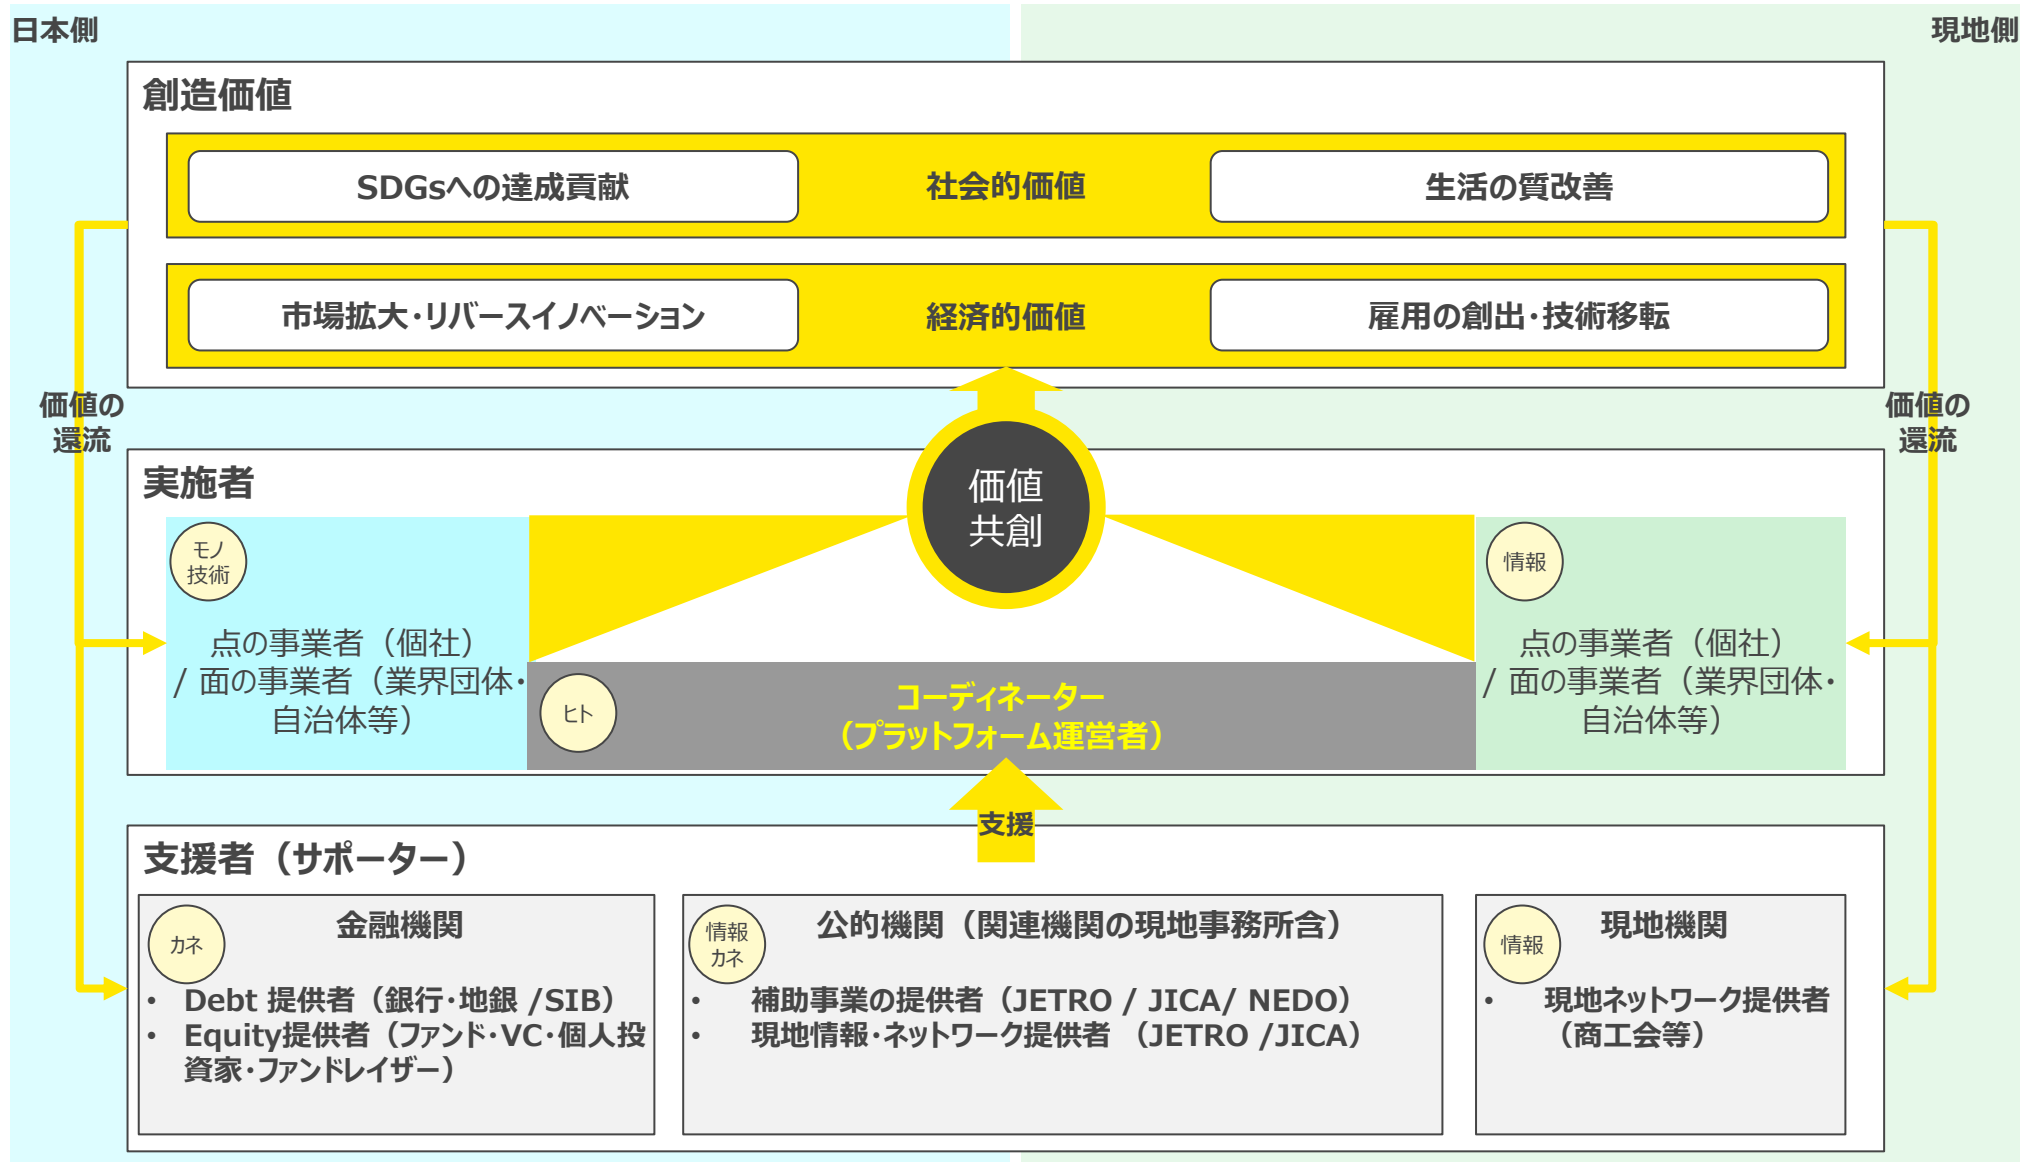 日本側
現地側
創造価値
SDGsへの達成貢献
社会的価値
生活の質改善
市場拡大・リバースイノベーション
経済的価値
雇用の創出・技術移転
価値の
還流
価値の
還流
実施者
価値
共創
モノ
技術
点の事業者（個社）
/ 面の事業者（業界団体・
自治体等）
ヒト
コーディネーター
（プラットフォーム運営者）
情報
点の事業者（個社）
/ 面の事業者（業界団体・
自治体等）
支援
支援者（サポーター）
カネ
金融機関
• Debt 提供者（銀行・地銀 /SIB）
• Equity提供者（ファンド・VC・個人投
資家・ファンドレイザー）
情報
カネ
公的機関（関連機関の現地事務所含）
• 補助事業の提供者（JETRO / JICA/ NEDO）
• 現地情報・ネットワーク提供者 （JETRO /JICA）
情報
現地機関
• 現地ネットワーク提供者
（商工会等）